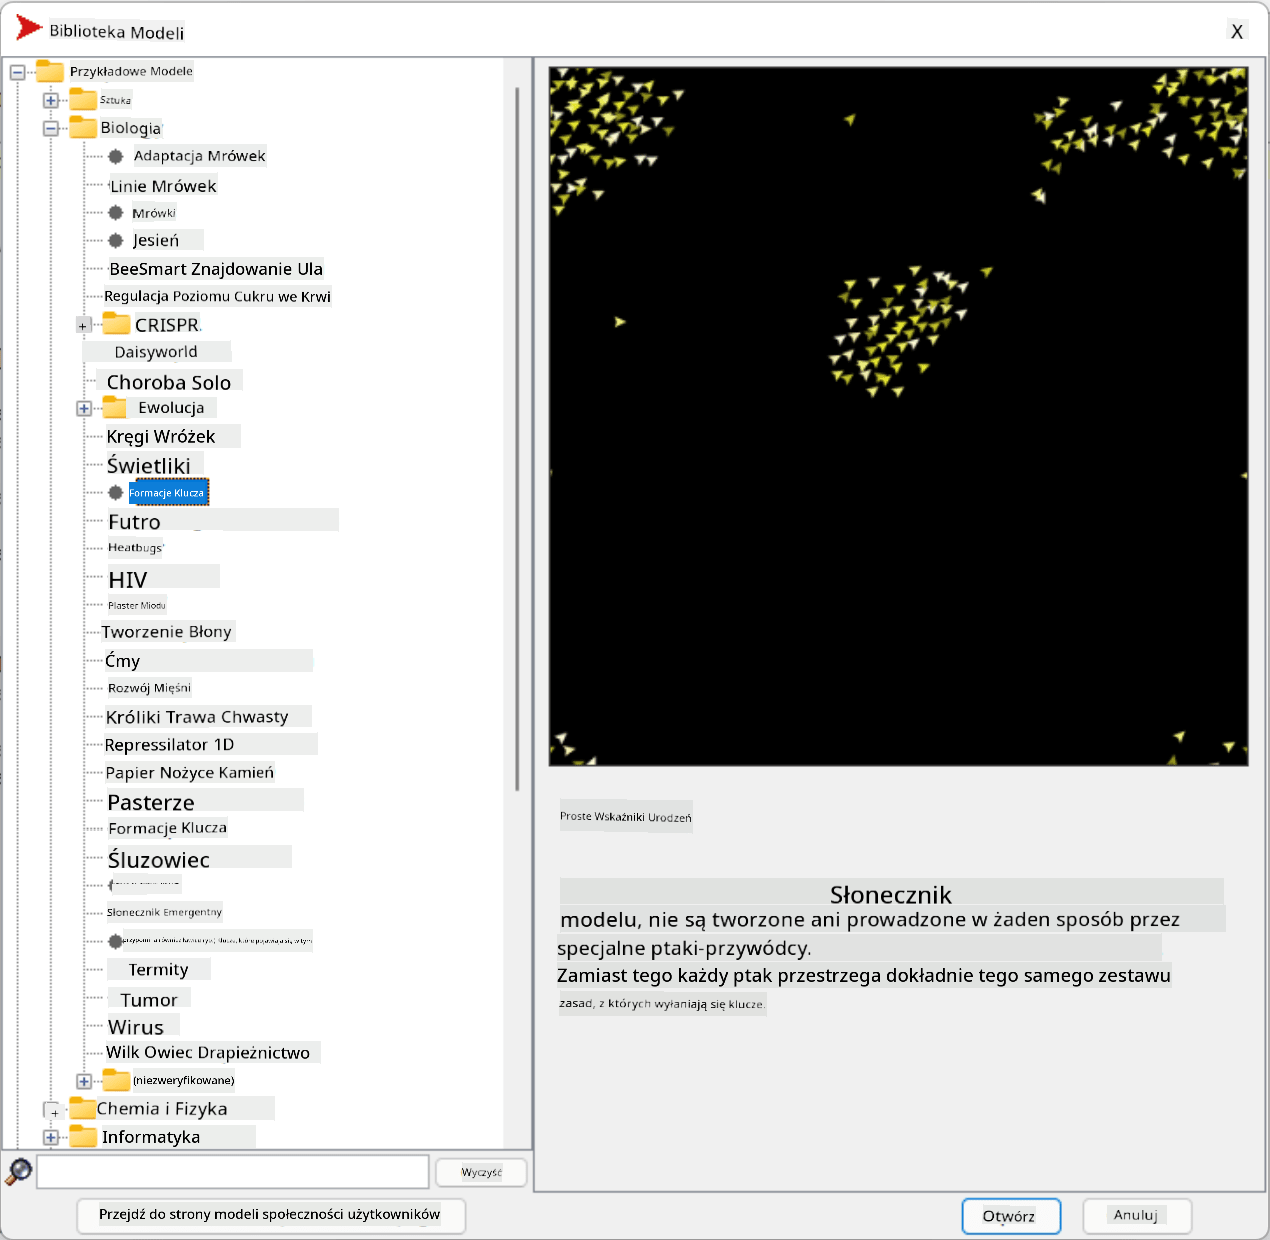 Biblioteka Modeli
X
Przykładowe Modele
Sztuka
Biologia
Adaptacja Mrówek
Linie Mrówek
Mrówki
Jesień
BeeSmart Znajdowanie Ula
Regulacja Poziomu Cukru we Krwi
CRISPR
Daisyworld
Choroba Solo
Ewolucja
Kręgi Wróżek
Świetliki
Formacje Klucza
Futro
Heatbugs
HIV
Plaster Miodu
Tworzenie Błony
Ćmy
Rozwój Mięśni
Króliki Trawa Chwasty
Repressilator 1D
Papier Nożyce Kamień
Pasterze
Formacje Klucza
Śluzowiec
Słonecznik Emergentny
Termity
Tumor
Wirus
Wilk Owiec Drapieżnictwo
(niezweryfikowane)
Chemia i Fizyka
Informatyka
Wyczyść
Przejdź do strony modeli społeczności użytkowników
Proste Wskaźniki Urodzeń
Słonecznik
modelu, nie są tworzone ani prowadzone w żaden sposób przez
specjalne ptaki-przywódcy.
Zamiast tego każdy ptak przestrzega dokładnie tego samego zestawu
zasad, z których wyłaniają się klucze.
Otwórz
Anuluj